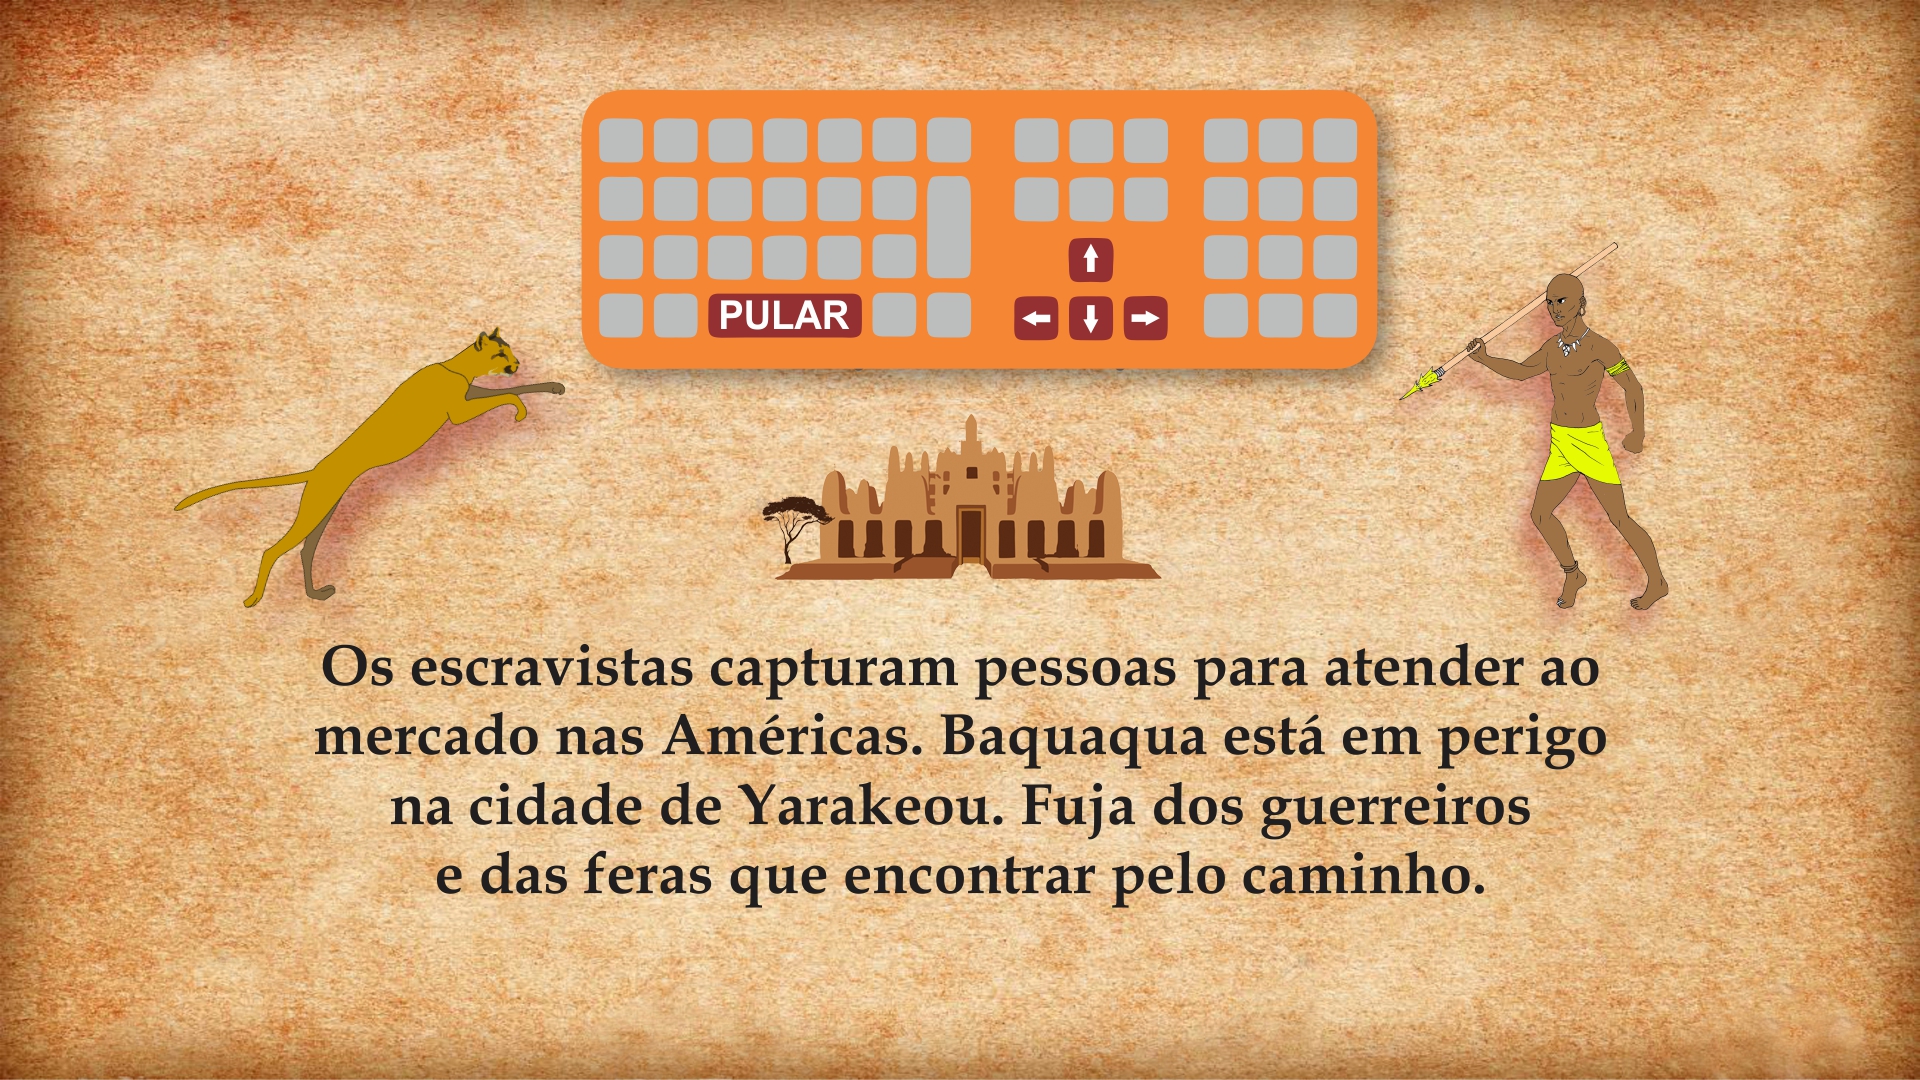 PULAR
Os escravistas capturam pessoas para atender ao
mercado nas Américas. Baquaqua está em perigo
na cidade de Yarakeou. Fuja dos guerreiros
e das feras que encontrar pelo caminho.